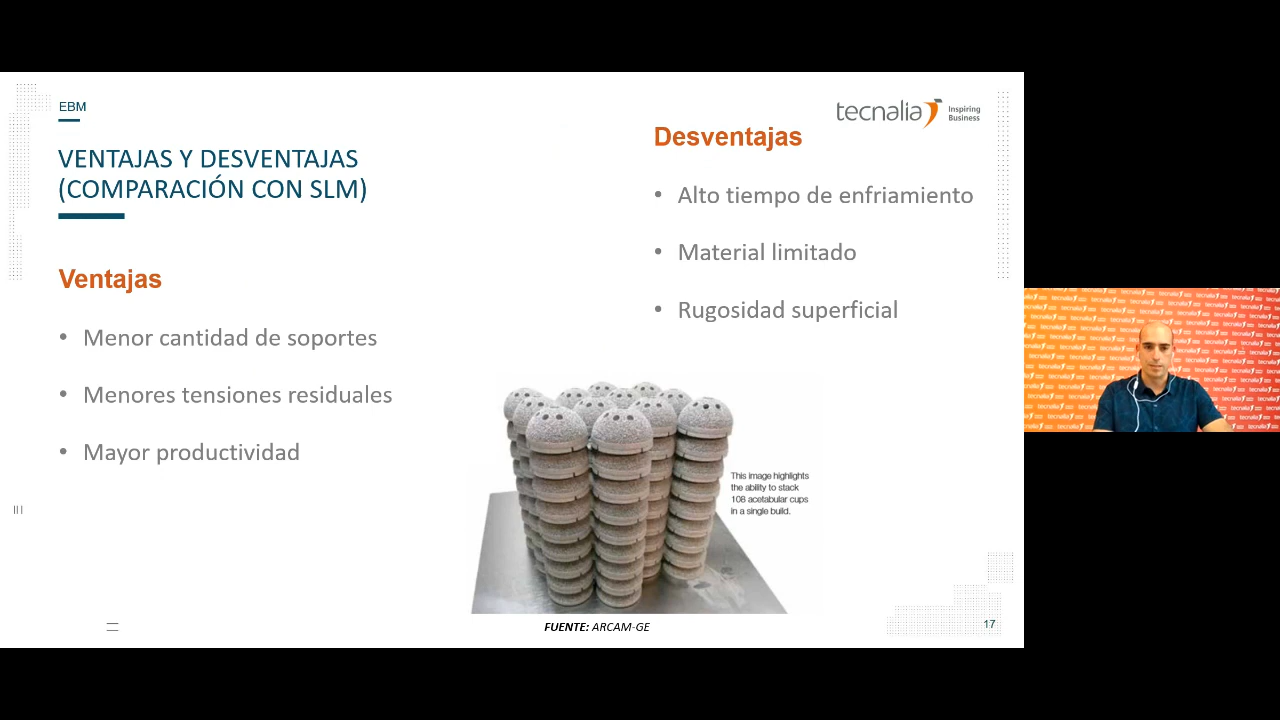 EBM
tecnalia Inspiring
Business
VENTAJAS Y DESVENTAJAS
(COMPARACIÓN CON SLM)
Ventajas
• Menor cantidad de soportes
• Menores tensiones residuales
• Mayor productividad
Desventajas
• Alto tiempo de enfriamiento
• Material limitado
• Rugosidad superficial
This image highlights
the ability to stack
108 acetabular cups
in a single build.
FUENTE: ARCAM-GE
17